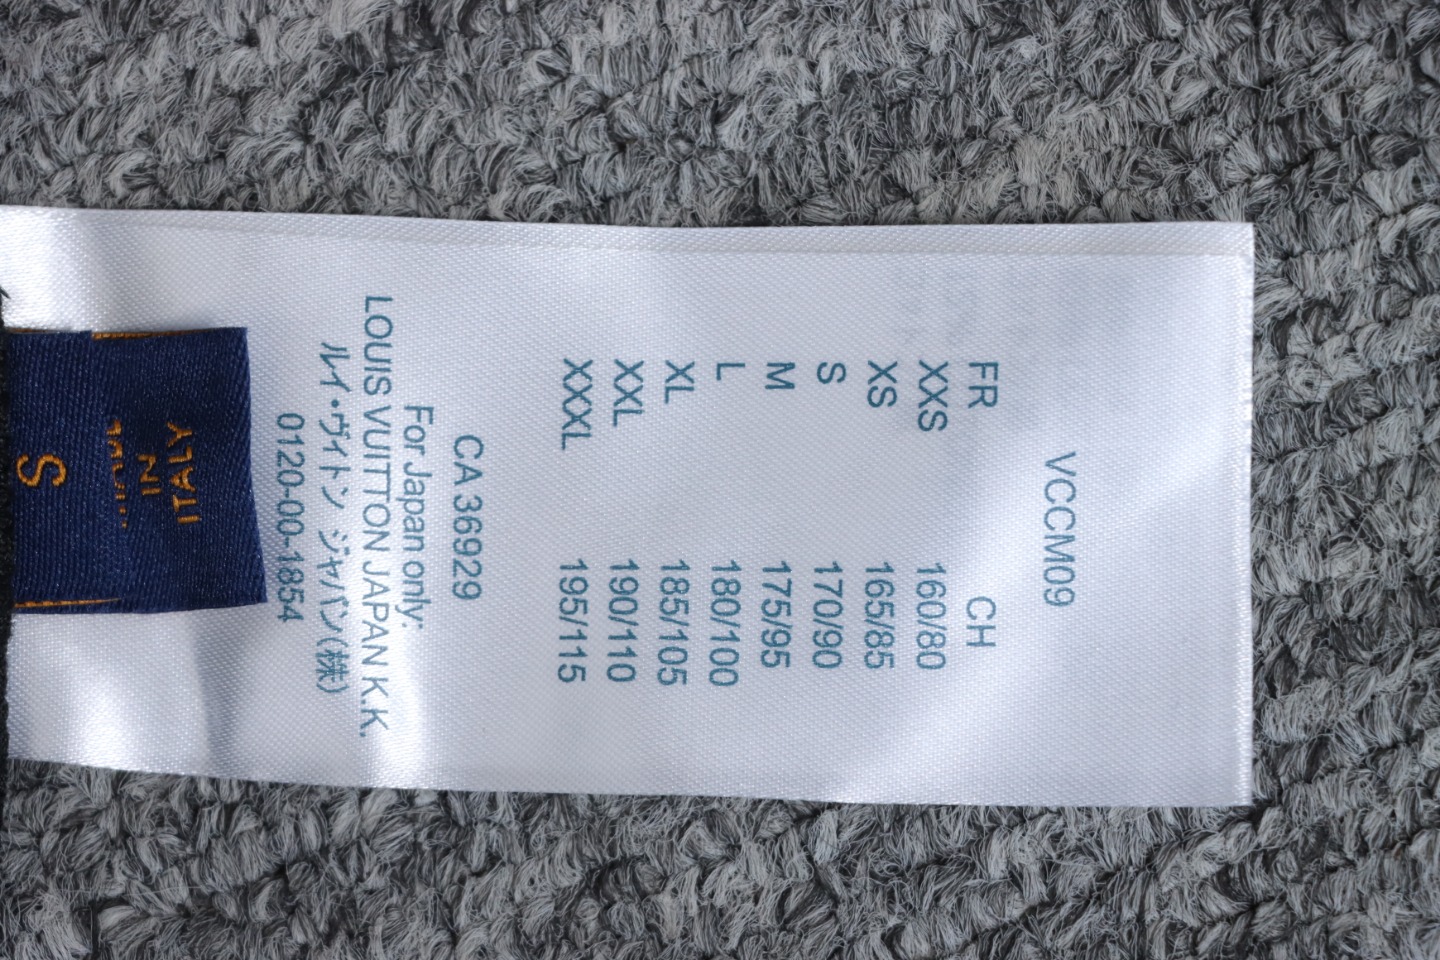 VCCM09
FR CH
XXS 160/80
XS 165/85
S 170/90
M 175/95
L 180/100
XL 185/105
XXL 190/110
XXXL 195/115
CA 36929
For Japan only:
LOUIS VUITTON JAPAN K.K.
ルイ・ヴィトン ジャパン(株)
0120-00-1854
S
IN
ITALY